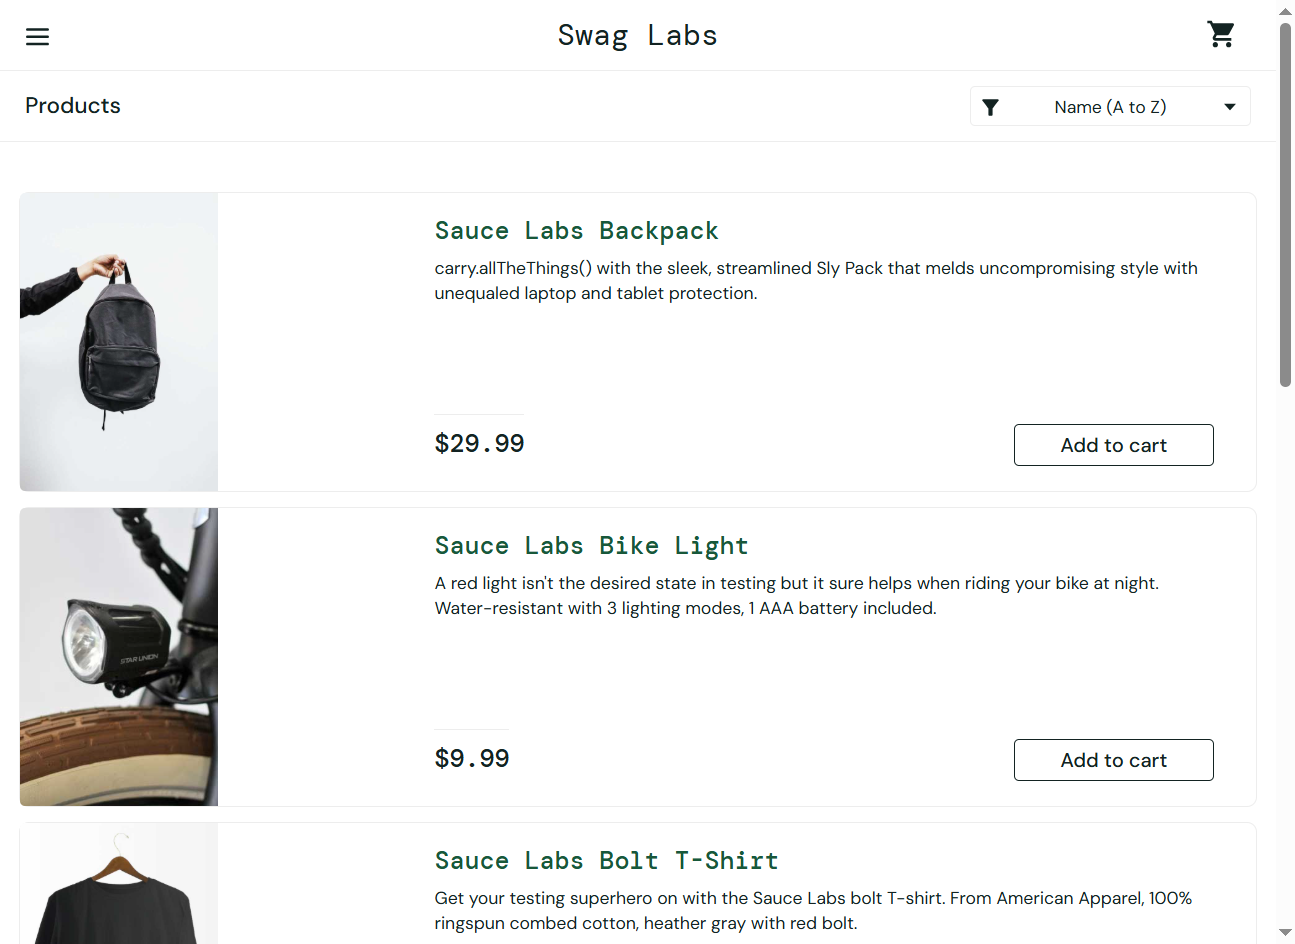 Swag Labs
Products
Name (A to Z)
Sauce Labs Backpack
carry.allTheThings() with the sleek, streamlined Sly Pack that melds uncompromising style with
unequaled laptop and tablet protection.
$29.99
Add to cart
STAR UNION
Sauce Labs Bike Light
A red light isn't the desired state in testing but it sure helps when riding your bike at night.
Water-resistant with 3 lighting modes, 1 AAA battery included.
$9.99
Add to cart
Sauce Labs Bolt T-Shirt
Get your testing superhero on with the Sauce Labs bolt T-shirt. From American Apparel, 100%
ringspun combed cotton, heather gray with red bolt.